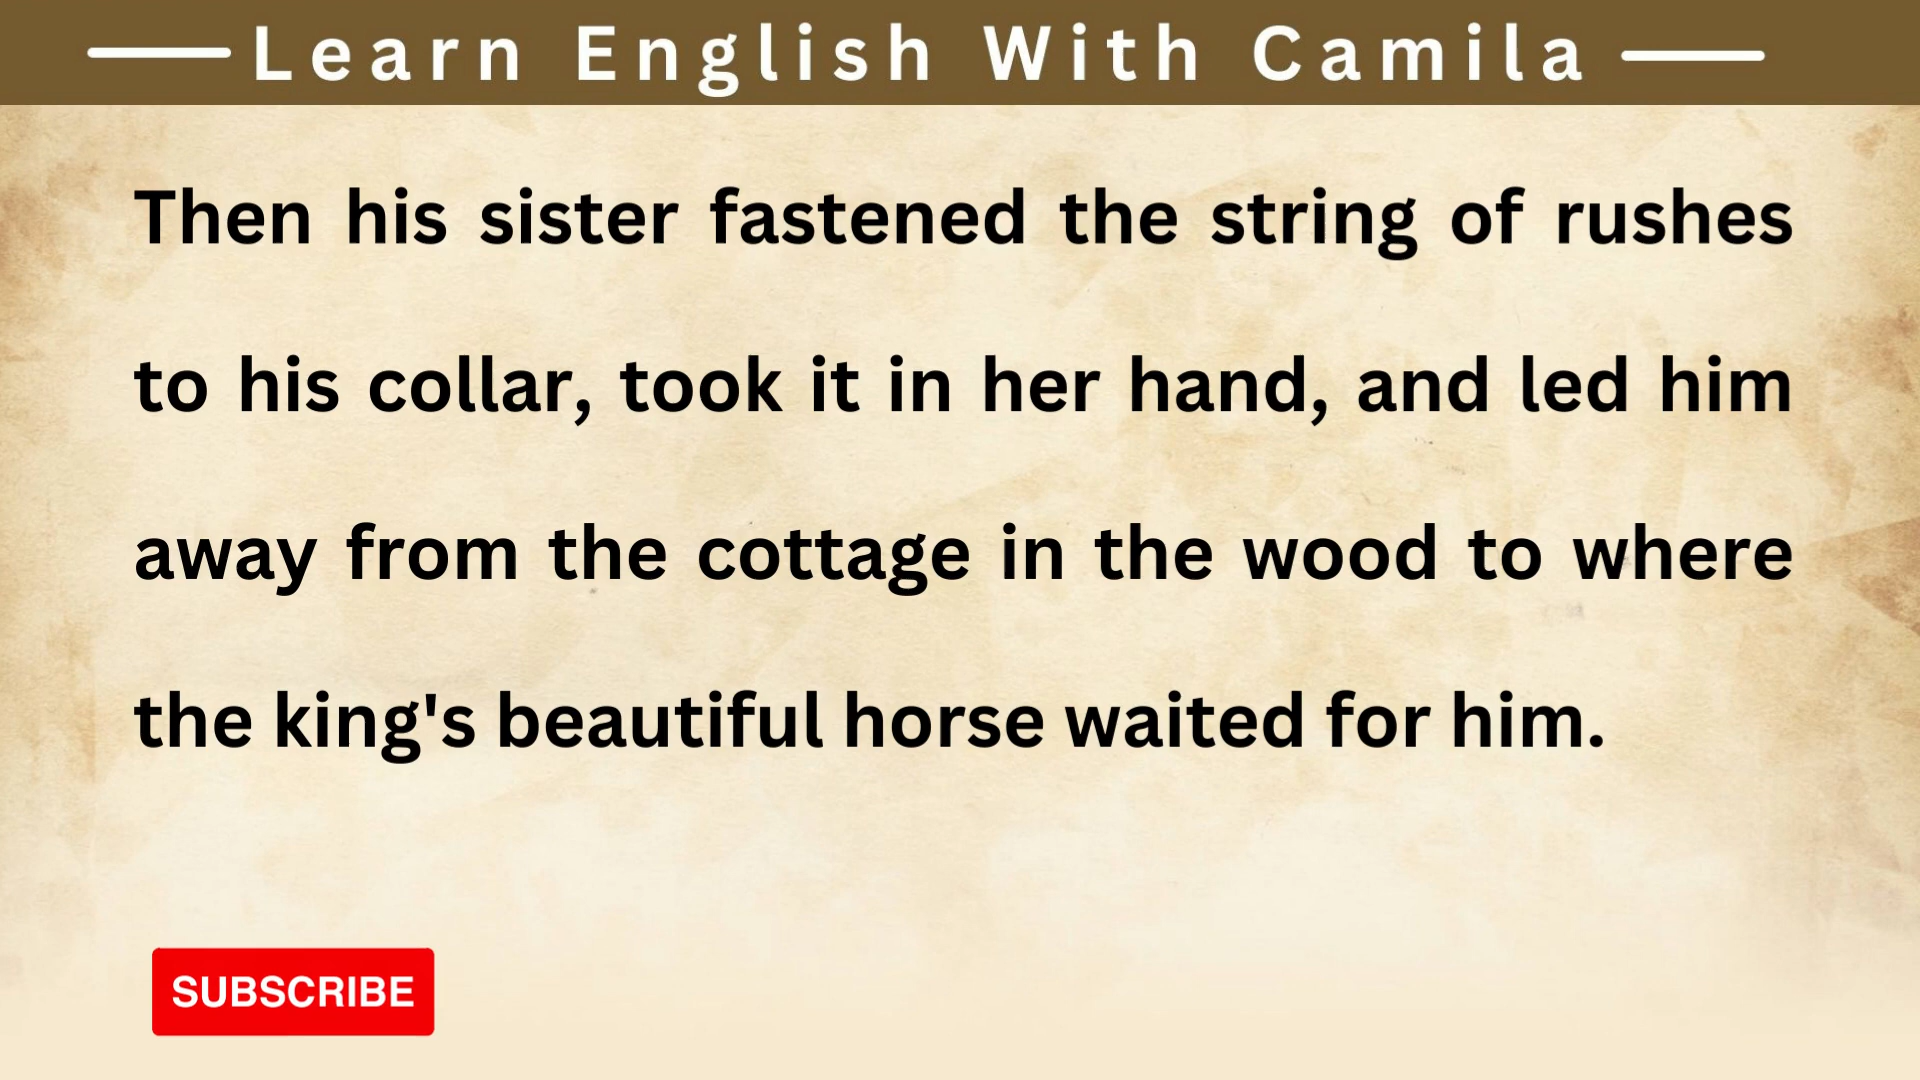 Learn English With Camila
Then his sister fastened the string of rushes
to his collar, took it in her hand, and led him
away from the cottage in the wood to where
the king's beautiful horse waited for him.
SUBSCRIBE